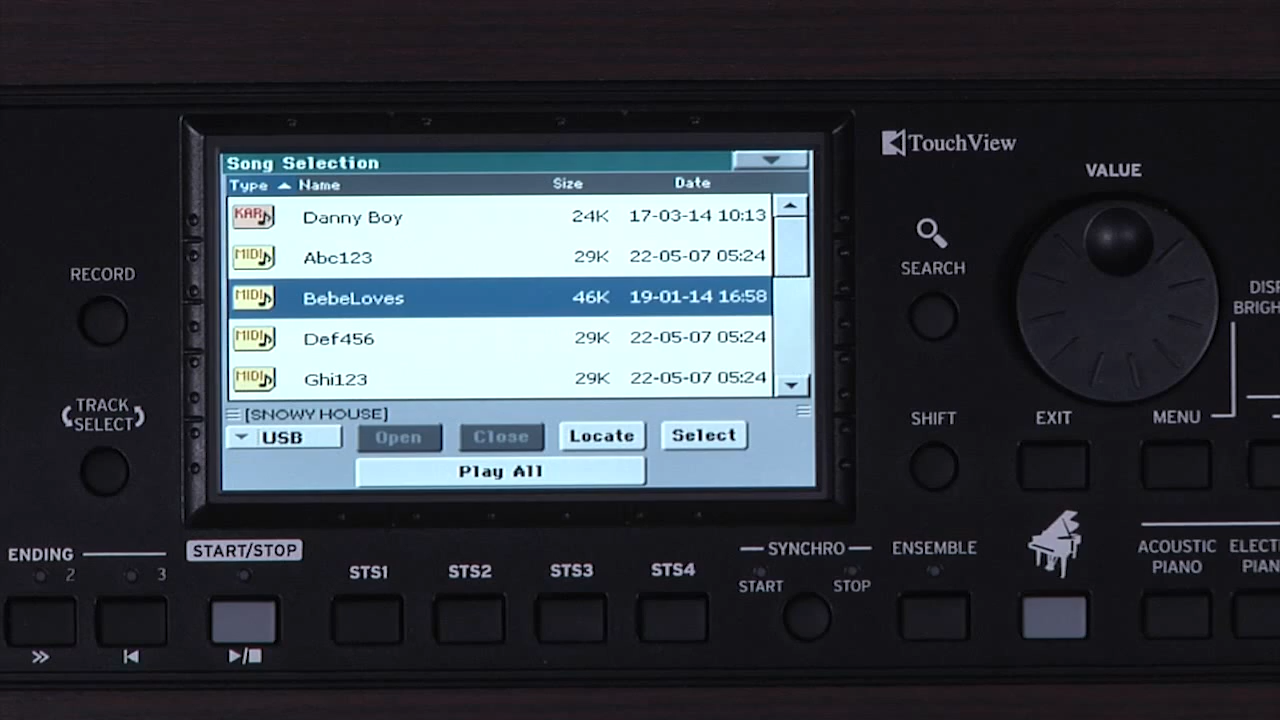 TouchView
VALUE
SEARCH
SHIFT
EXIT
MENU
RECORD
TRACK
SELECT
Song Selection
Type Name Size Date
KAR Danny Boy 24K 17-03-14 10:13
MIDI Abc123 29K 22-05-07 05:24
MIDI BebeLoves 46K 19-01-14 16:58
MIDI Def456 29K 22-05-07 05:24
MIDI Ghi123 29K 22-05-07 05:24
[SNOWY HOUSE]
USB Open Close Locate Select
Play All
ENDING
2 3
START/STOP
STS1 STS2 STS3 STS4
SYNCHRO
START STOP
ENSEMBLE
ACOUSTIC
PIANO